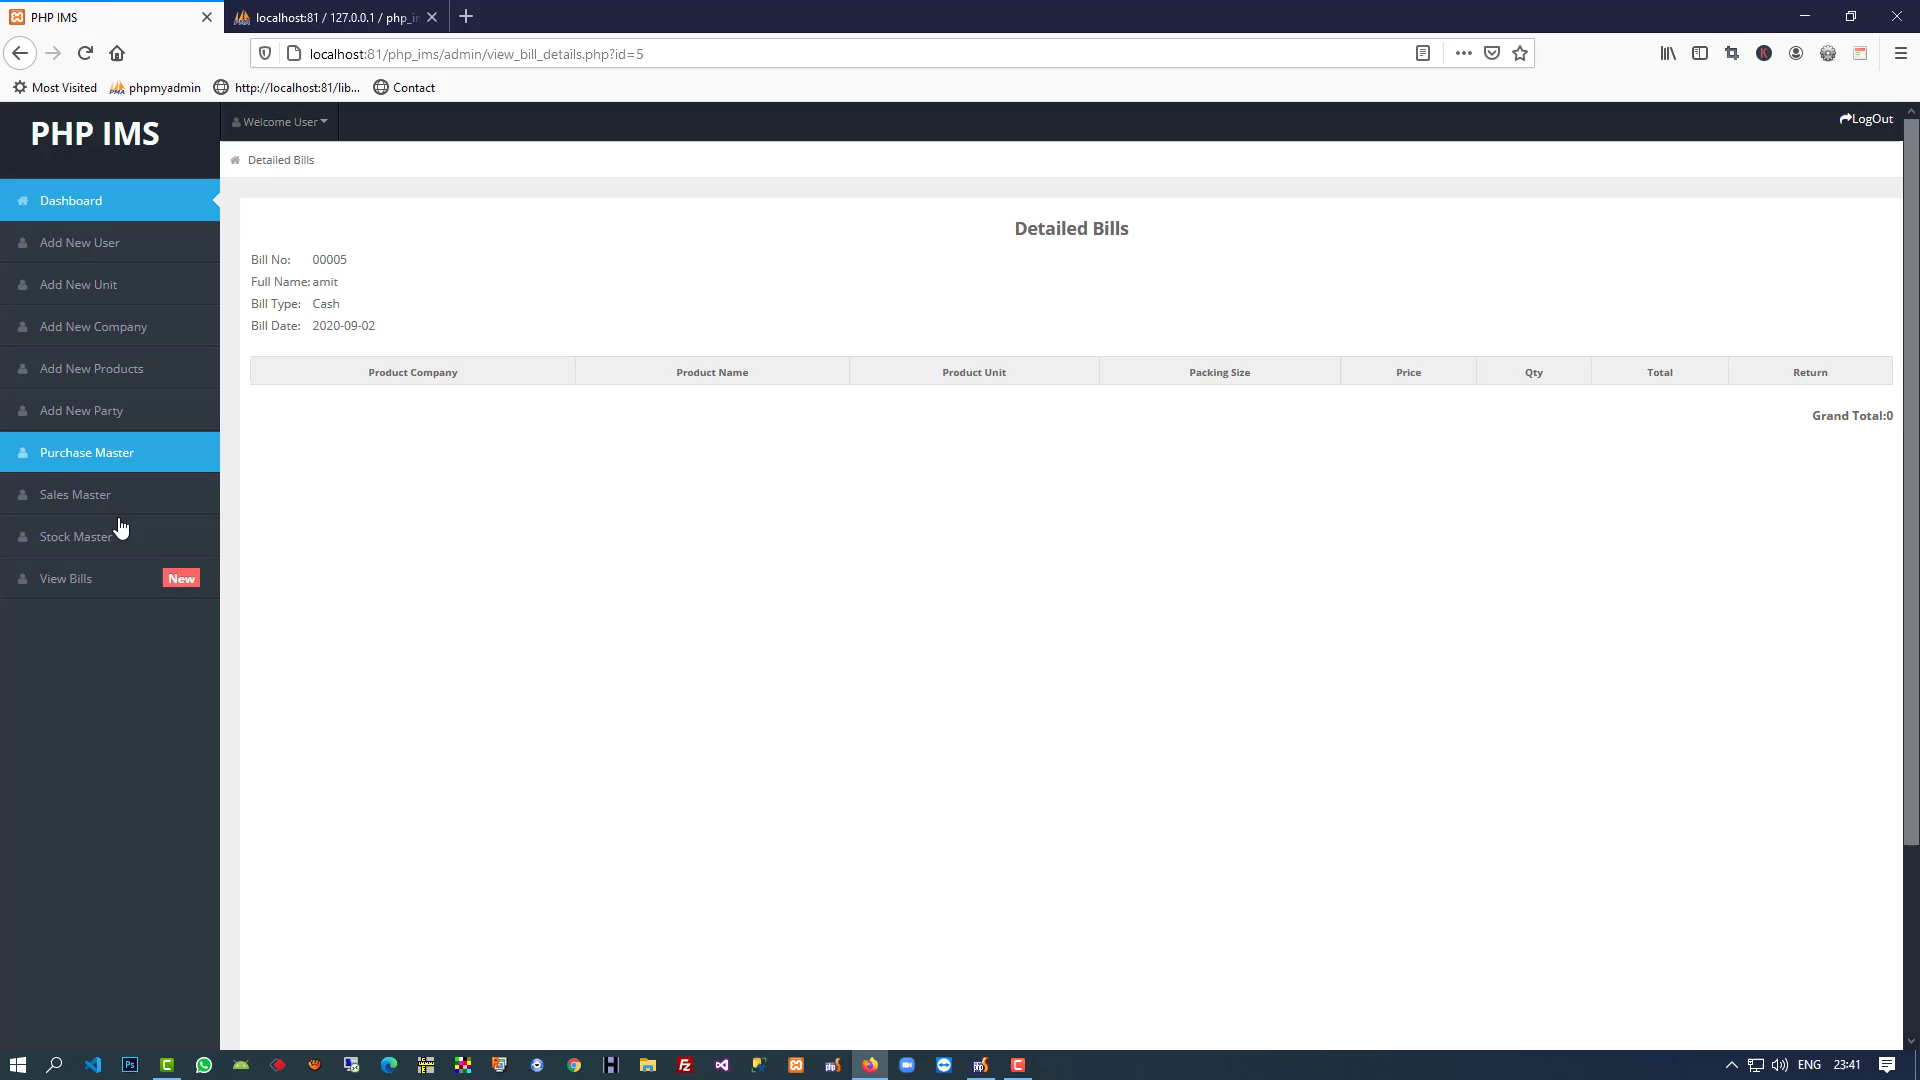 PHP IMS
localhost:81 / 127.0.0.1 / php_i
localhost:81/php_ims/admin/view_bill_details.php?id=5
Most Visited
phpmyadmin
http://localhost:81/lib...
Contact
PHP IMS
Welcome User
LogOut
Detailed Bills
Dashboard
Add New User
Add New Unit
Add New Company
Add New Products
Add New Party
Purchase Master
Sales Master
Stock Master
View Bills New
Detailed Bills
Bill No: 00005
Full Name: amit
Bill Type: Cash
Bill Date: 2020-09-02
Product Company Product Name Product Unit Packing Size Price Qty Total Return
Grand Total:0
ENG 23:41